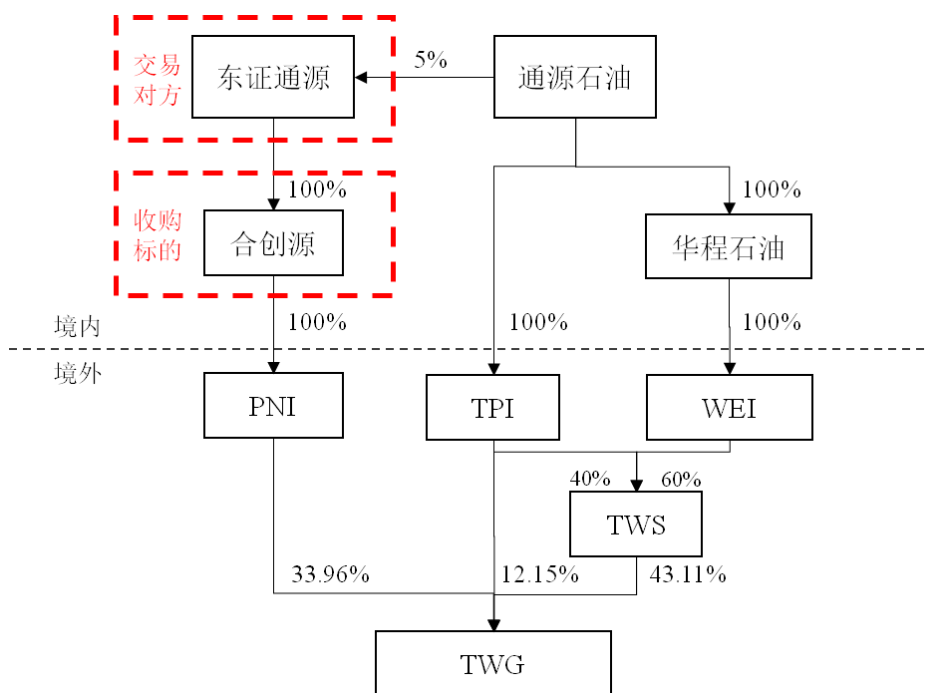 交易
对方
东证通源
5%
通源石油
100%
100%
收购
标的
合创源
华程石油
境内
100%
100%
100%
境外
PNI
TPI
WEI
40%
60%
TWS
33.96%
12.15%
43.11%
TWG